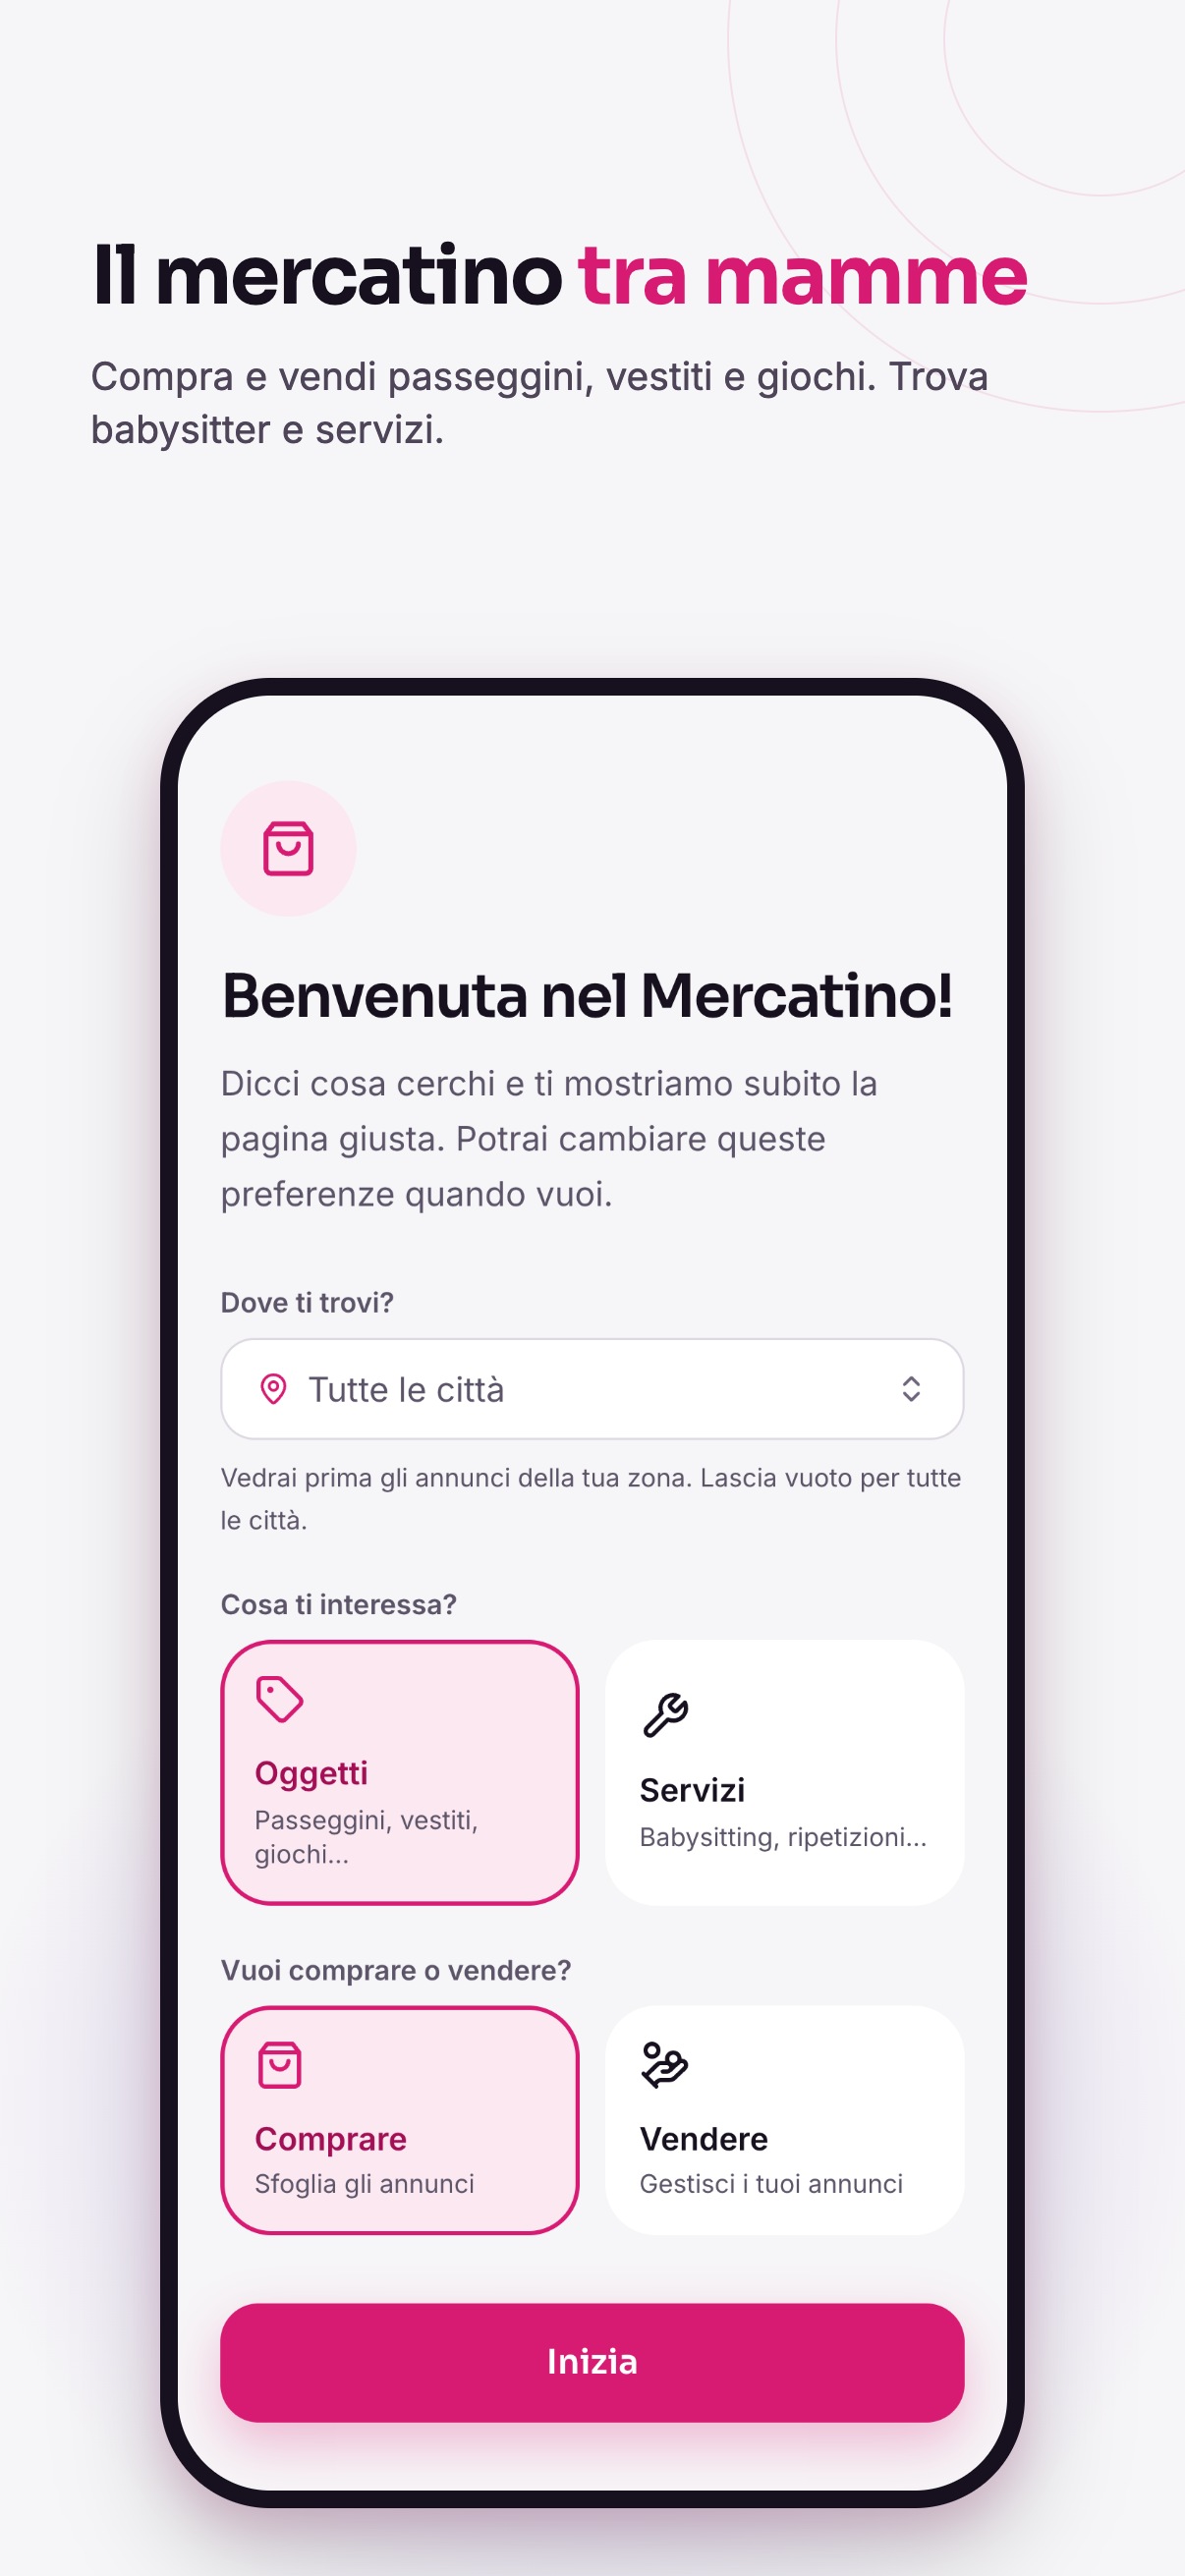 Il mercatino tra mamme
Compra e vendi passeggini, vestiti e giochi. Trova
babysitter e servizi.
Benvenuta nel Mercatino!
Dicci cosa cerchi e ti mostriamo subito la
pagina giusta. Potrai cambiare queste
preferenze quando vuoi.
Dove ti trovi?
Tutte le città
Vedrai prima gli annunci della tua zona. Lascia vuoto per tutte
le città.
Cosa ti interessa?
Oggetti
Passeggini, vestiti,
giochi...
Servizi
Babysitting, ripetizioni...
Vuoi comprare o vendere?
Comprare
Sfoglia gli annunci
Vendere
Gestisci i tuoi annunci
Inizia